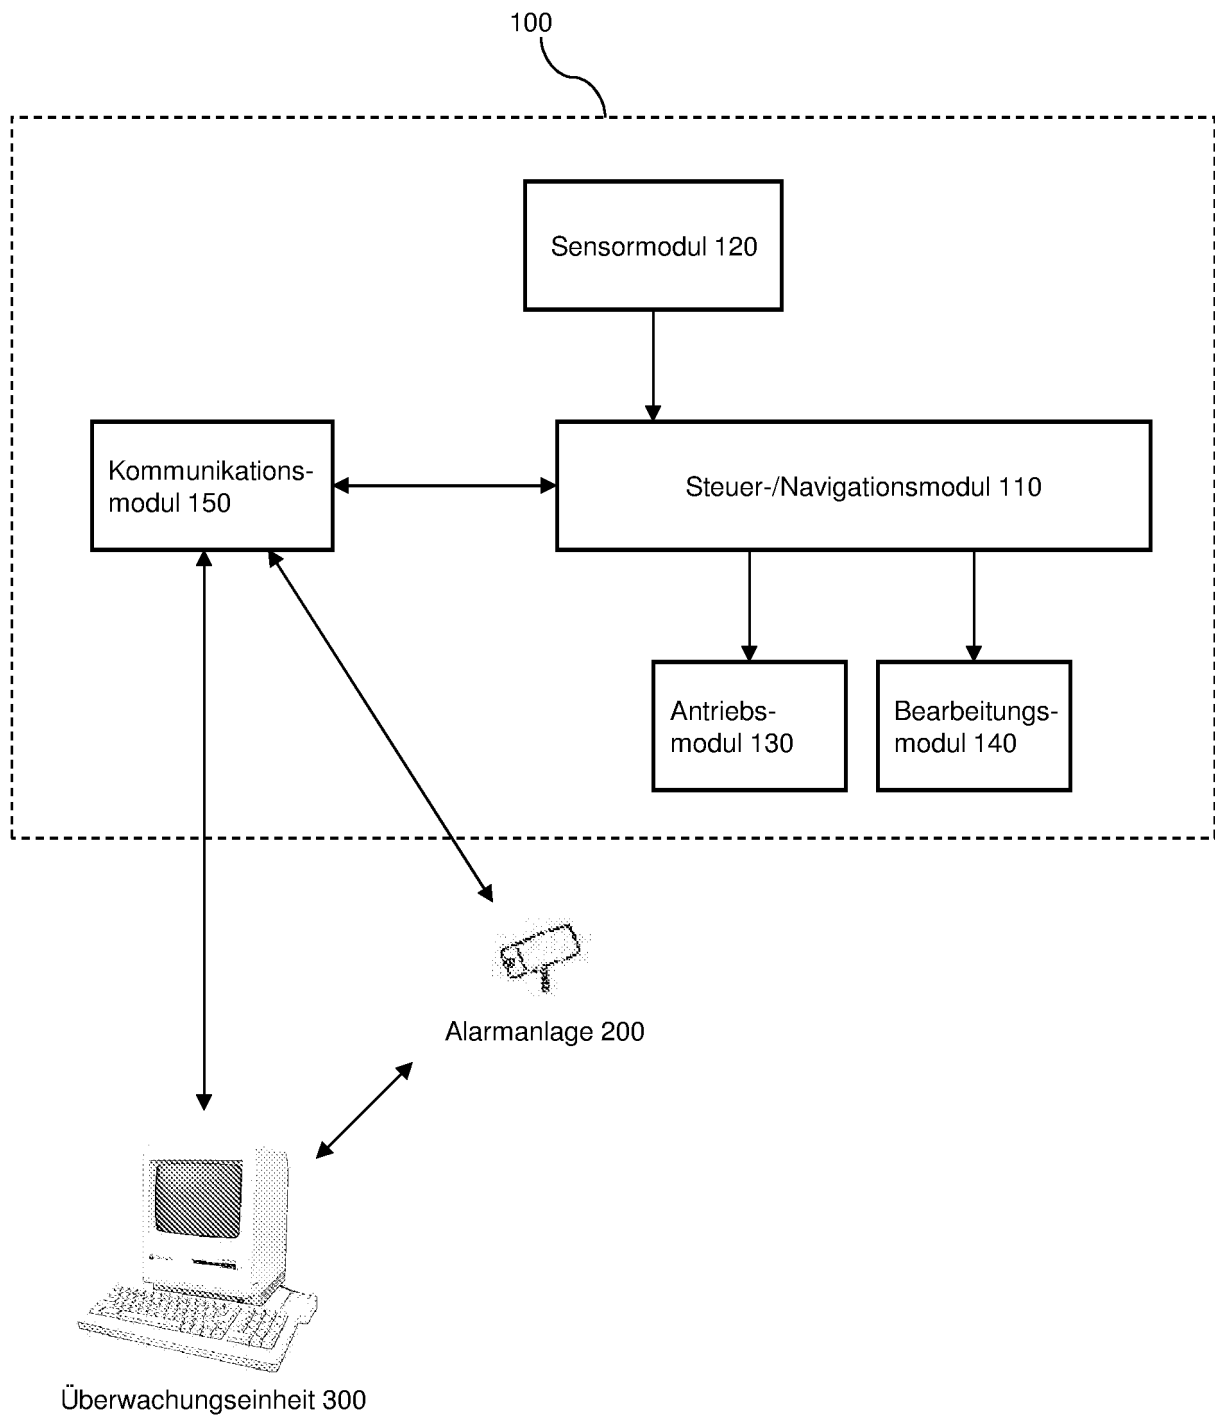 100
Sensormodul 120
Kommunikations-
modul 150
Steuer-/Navigationsmodul 110
Antriebs-
modul 130
Bearbeitungs-
modul 140
Alarmanlage 200
Überwachungseinheit 300